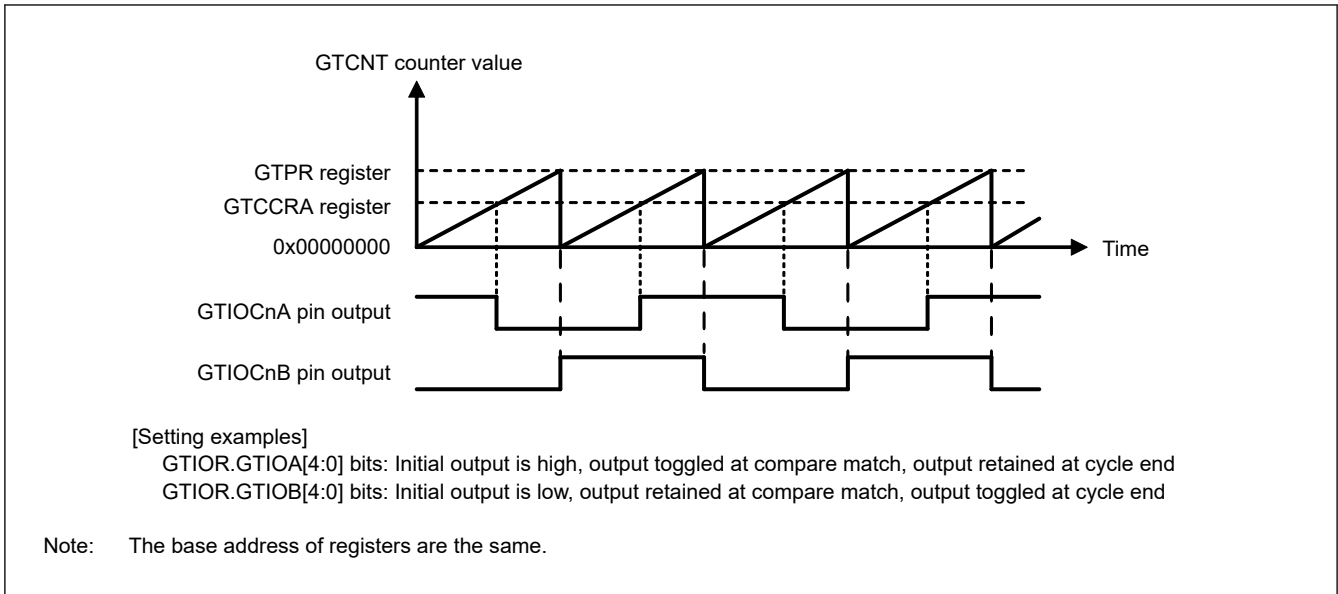 GTCNT counter value
GTPR register
GTCCRA register
0x00000000
Time
GTIOCnA pin output
GTIOCnB pin output
[Setting examples]
GTIOR.GTIOA[4:0] bits: Initial output is high, output toggled at compare match, output retained at cycle end
GTIOR.GTIOB[4:0] bits: Initial output is low, output retained at compare match, output toggled at cycle end
Note: The base address of registers are the same.